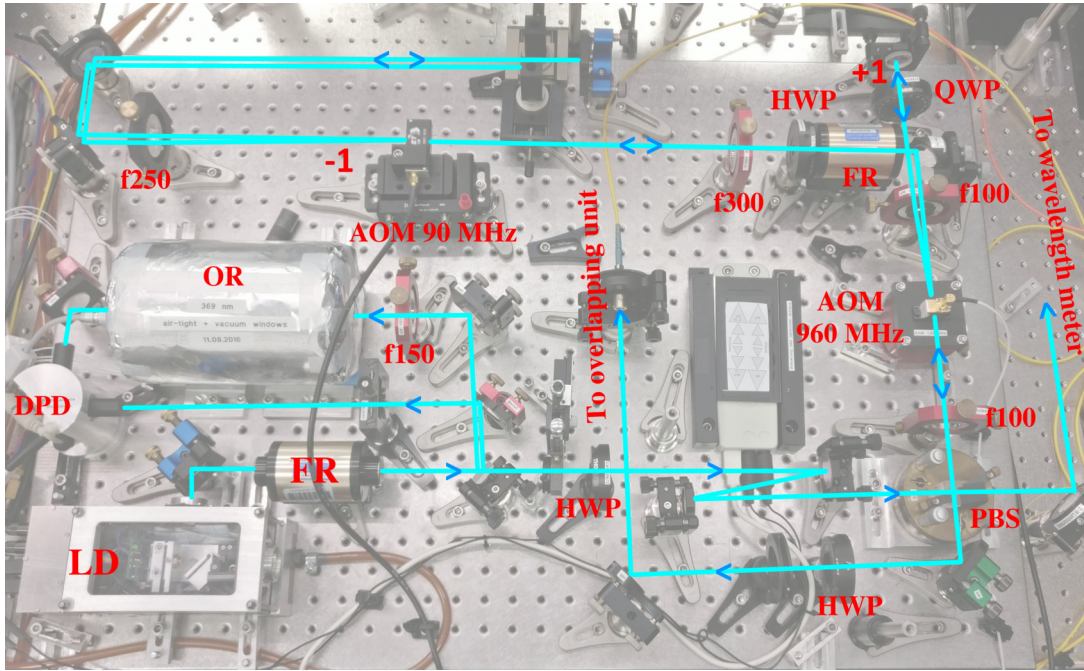 +1
HWP
QWP
f250
-1
f300
FR
f100
AOM 90 MHz
To overlapping unit
To wavelength meter
OR
369 nm
air-tight + vacuum windows
11.08.2016
AOM
960 MHz
f150
DPD
f100
FR
HWP
PBS
LD
HWP